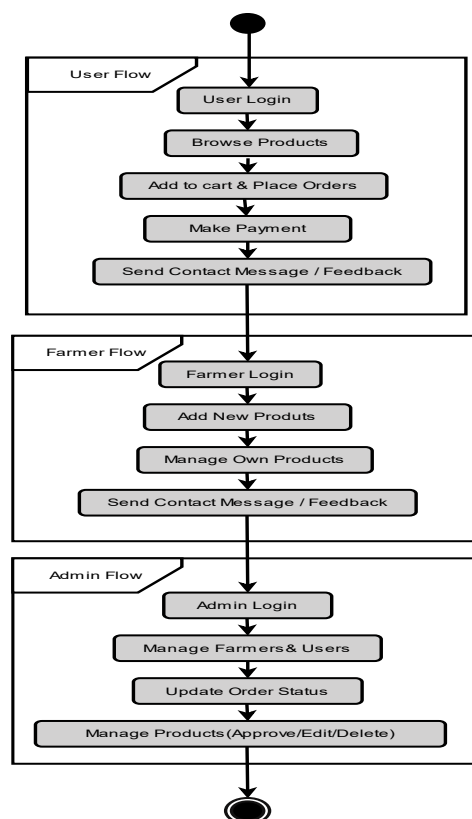 User Flow
User Login
Browse Products
Add to cart & Place Orders
Make Payment
Send Contact Message / Feedback
Farmer Flow
Farmer Login
Add New Produts
Manage Own Products
Send Contact Message / Feedback
Admin Flow
Admin Login
Manage Farmers& Users
Update Order Status
Manage Products(Approve/Edit/Delete)